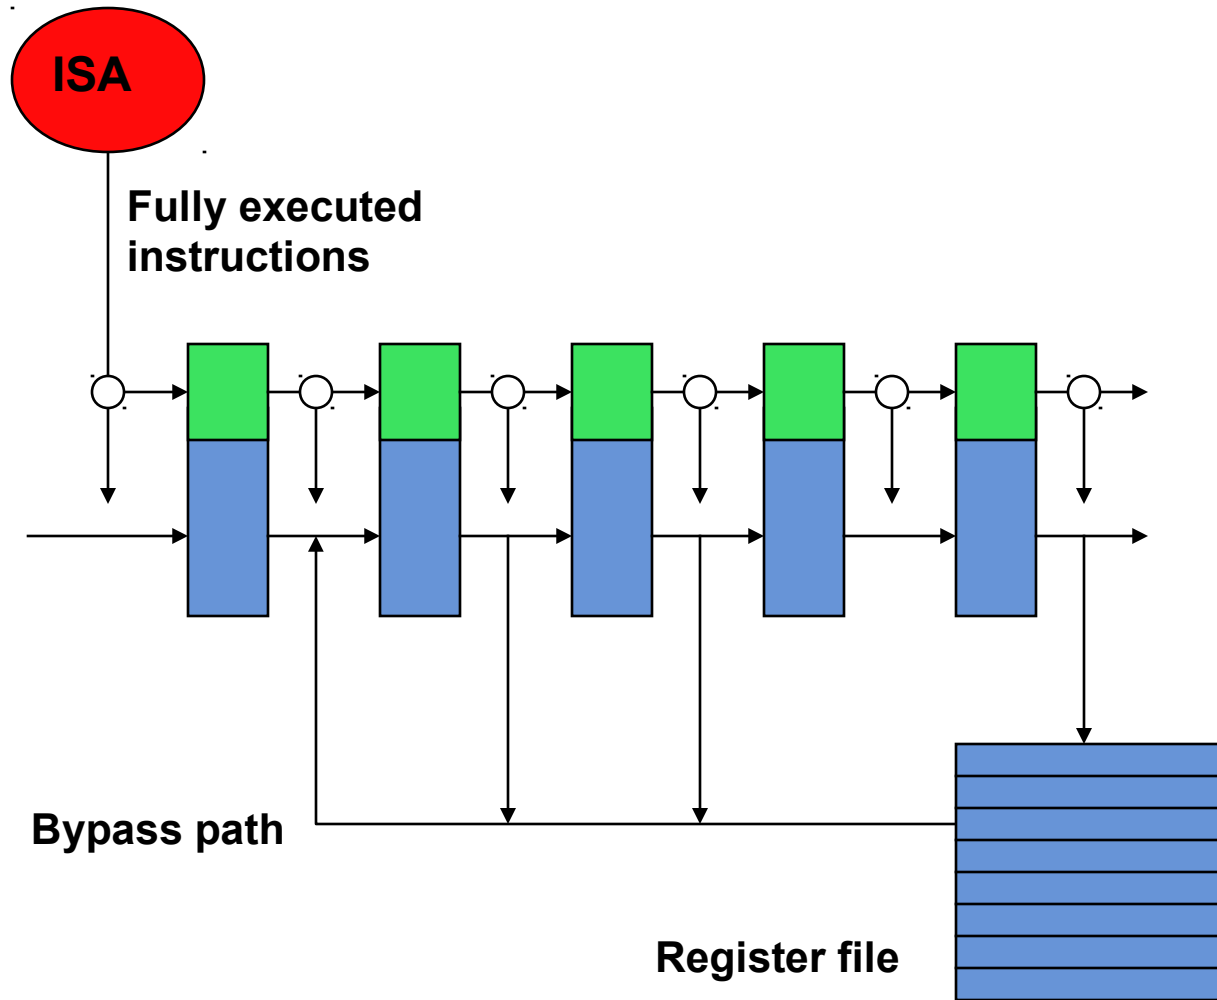 ISA
Fully executed
instructions
Bypass path
Register file